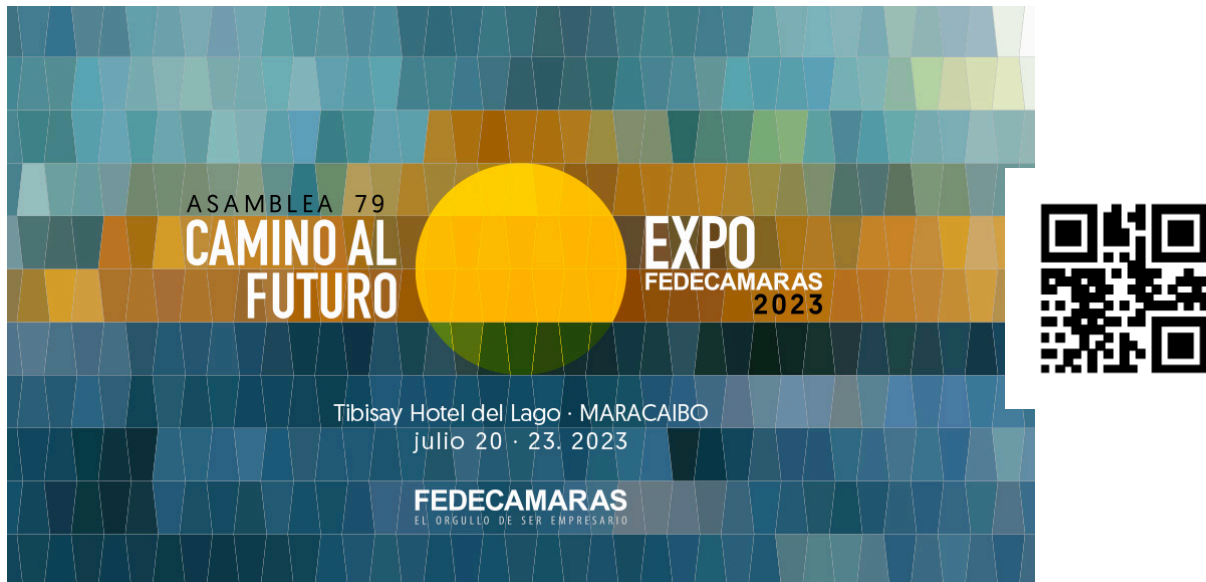 ASAMBLEA 79
CAMINO AL
FUTURO
EXPO
FEDECAMARAS
2023
Tibisay Hotel del Lago · MARACAIBO
julio 20 · 23. 2023
FEDECAMARAS
EL ORGULLO DE SER EMPRESARIO